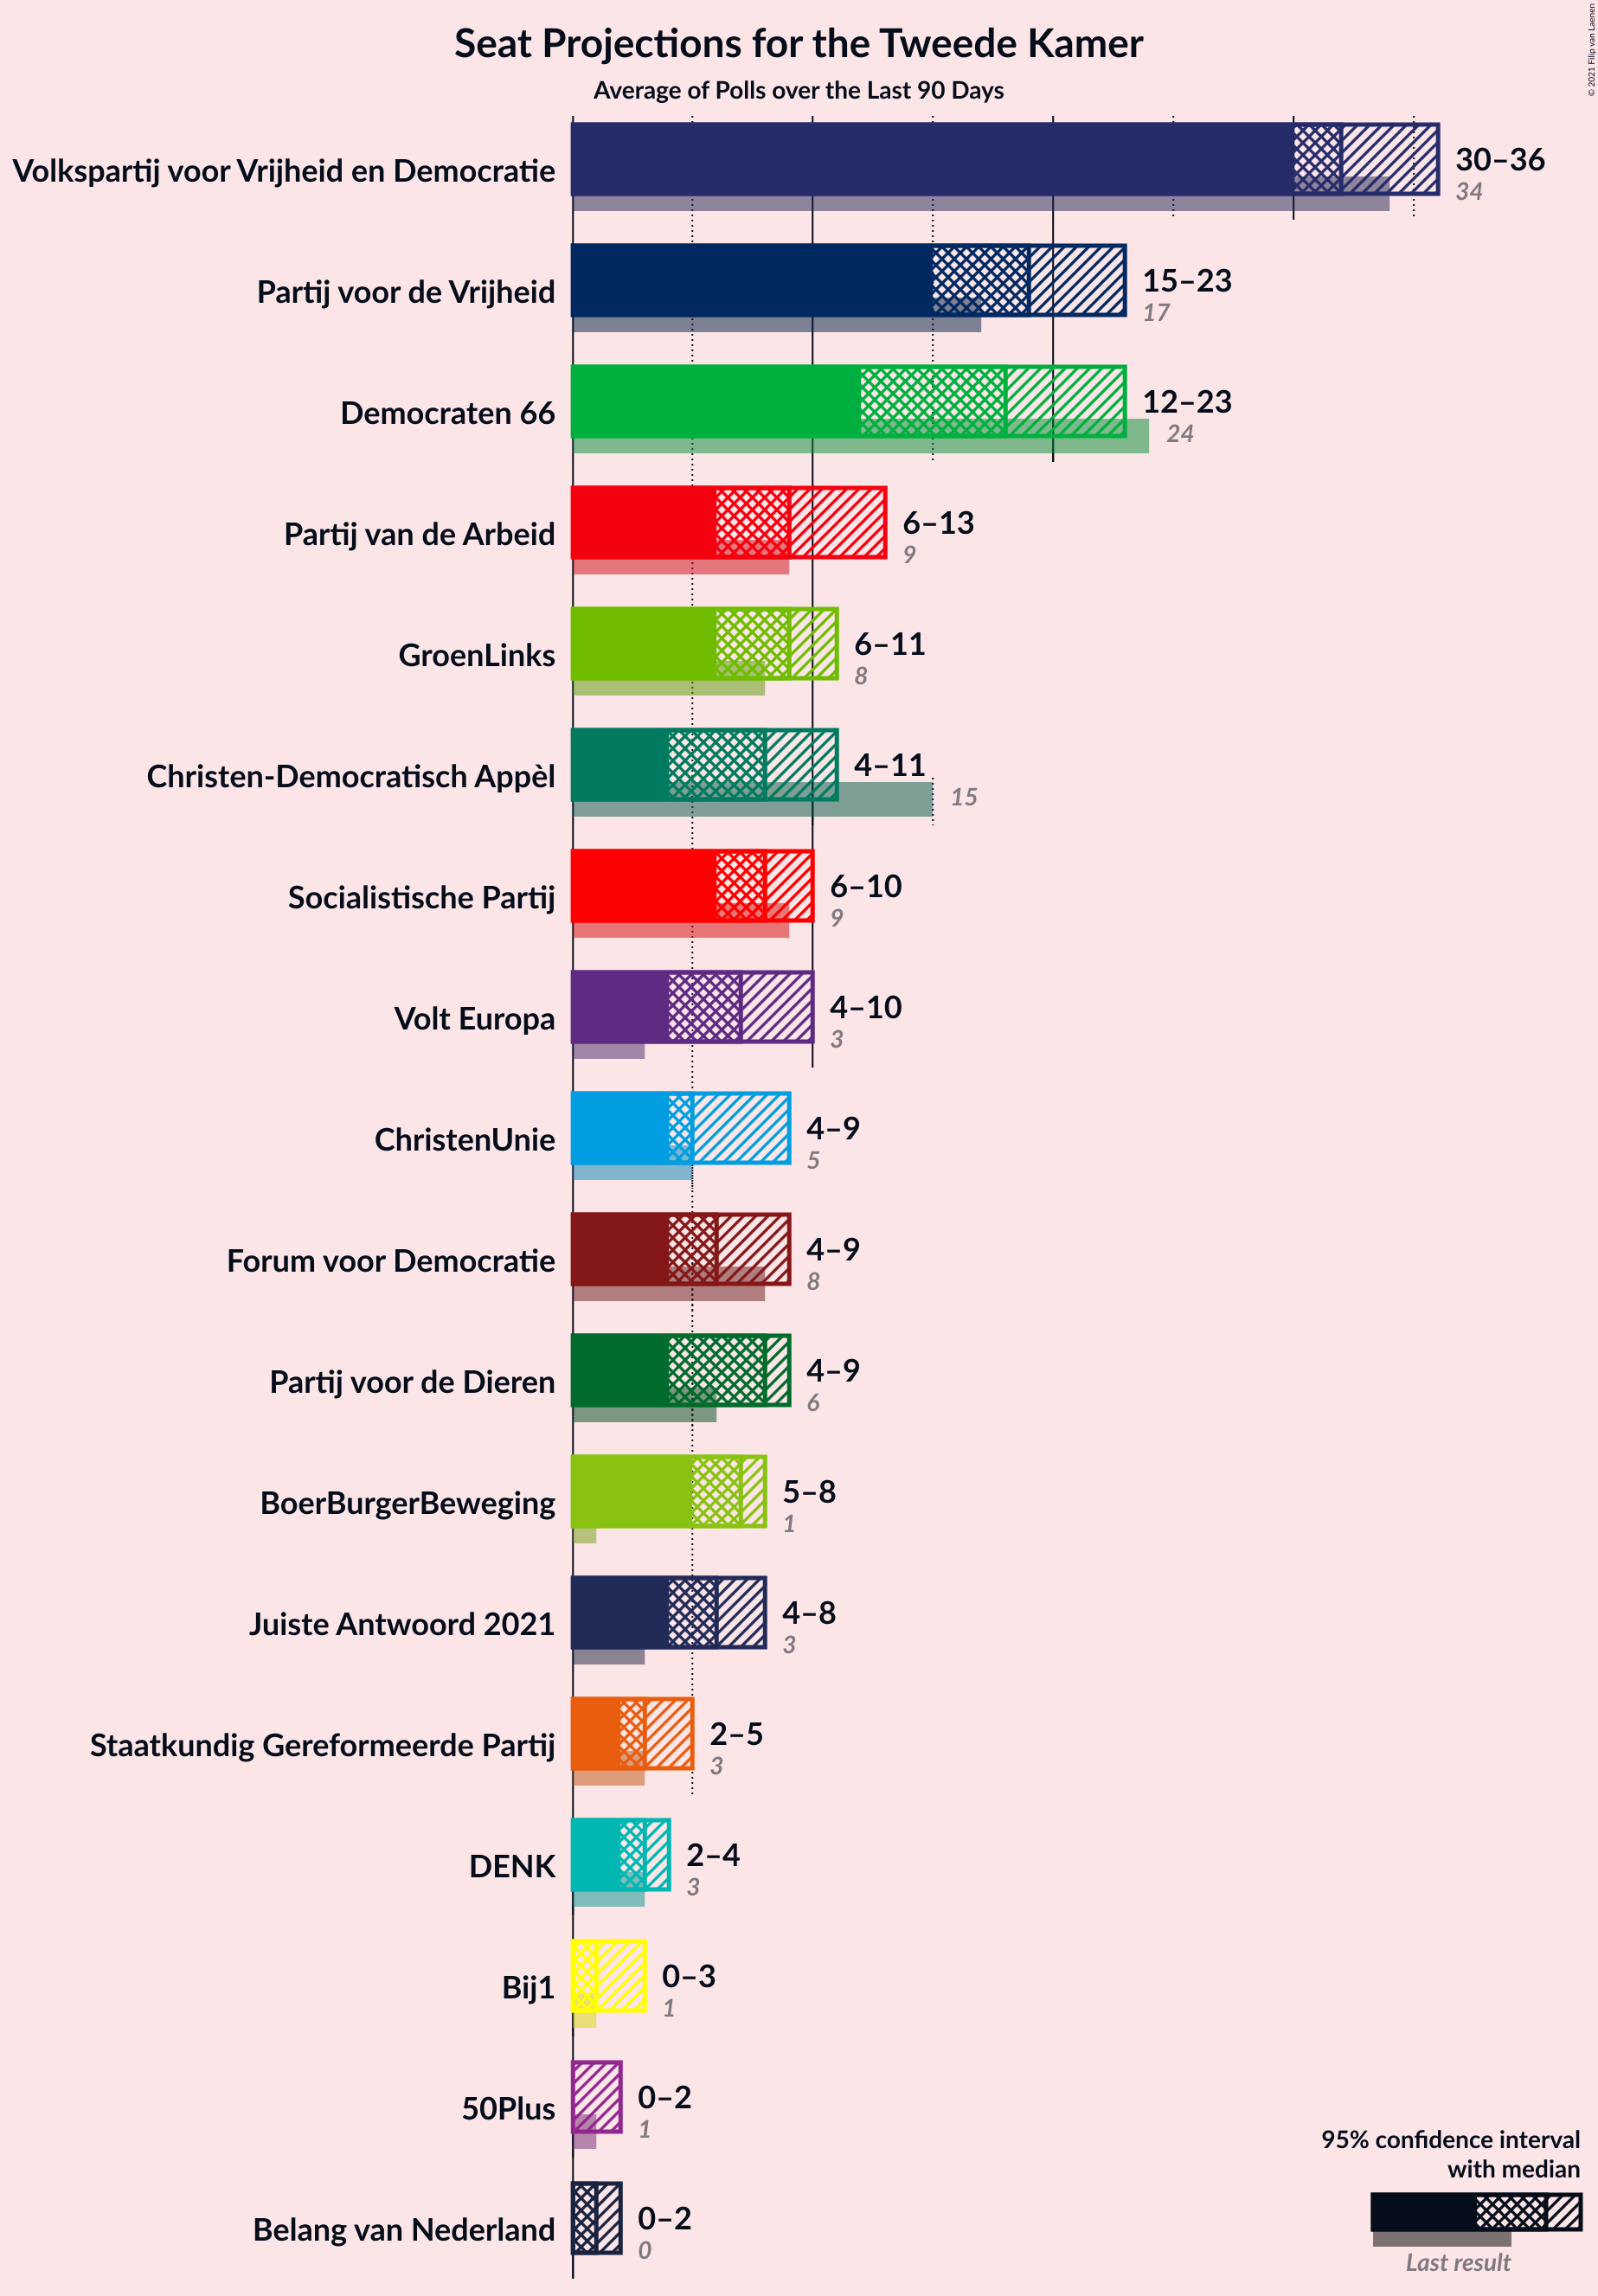 Seat Projections for the Tweede Kamer
Average of Polls over the Last 90 Days
© 2021 Filip van Laenen
Volkspartij voor Vrijheid en Democratie
30–36
34
Partij voor de Vrijheid
15–23
17
Democraten 66
12–23
24
Partij van de Arbeid
6–13
9
GroenLinks
6–11
8
Christen-Democratisch Appèl
4–11
15
Socialistische Partij
6–10
9
Volt Europa
4–10
3
ChristenUnie
4–9
5
Forum voor Democratie
4–9
8
Partij voor de Dieren
4–9
6
BoerBurgerBeweging
5–8
1
Juiste Antwoord 2021
4–8
3
Staatkundig Gereformeerde Partij
2–5
3
DENK
2–4
3
Bij1
0–3
1
50Plus
0–2
1
Belang van Nederland
0–2
0
95% confidence interval
with median
Last result